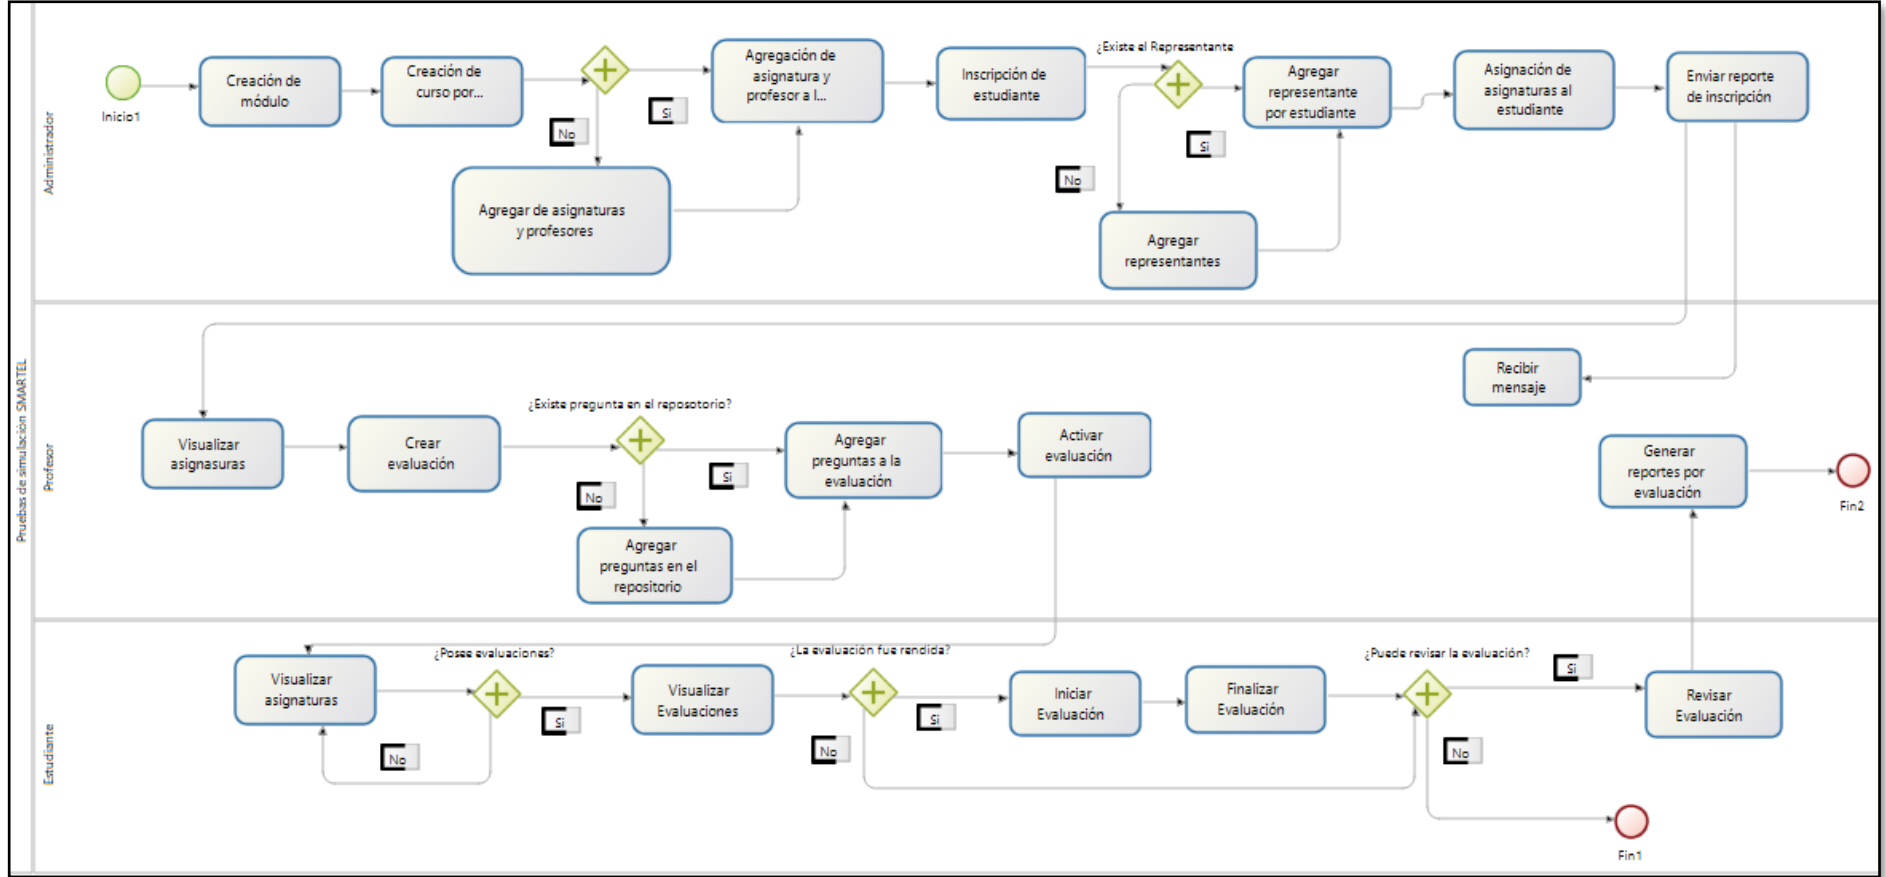 Pruebas de simulación SMARTEL
Administrador
Inicio1
Creación de
módulo
Creación de
curso por...
No
Si
Agregar de asignaturas
y profesores
Agregación de
asignatura y
profesor a l...
Inscripción de
estudiante
¿Existe el Representante
No
Si
Agregar
representantes
Agregar
representante
por estudiante
Asignación de
asignaturas al
estudiante
Enviar reporte
de inscripción
Profesor
Visualizar
asignasuras
Crear
evaluación
¿Existe pregunta en el reposotorio?
No
Si
Agregar
preguntas en el
repositorio
Agregar
preguntas a la
evaluación
Activar
evaluación
Recibir
mensaje
Generar
reportes por
evaluación
Fin2
Estudiante
Visualizar
asignaturas
¿Posee evaluaciones?
No
Si
Visualizar
Evaluaciones
¿La evaluación fue rendida?
No
Si
Iniciar
Evaluación
Finalizar
Evaluación
¿Puede revisar la evaluación?
Si
No
Revisar
Evaluación
Fin1